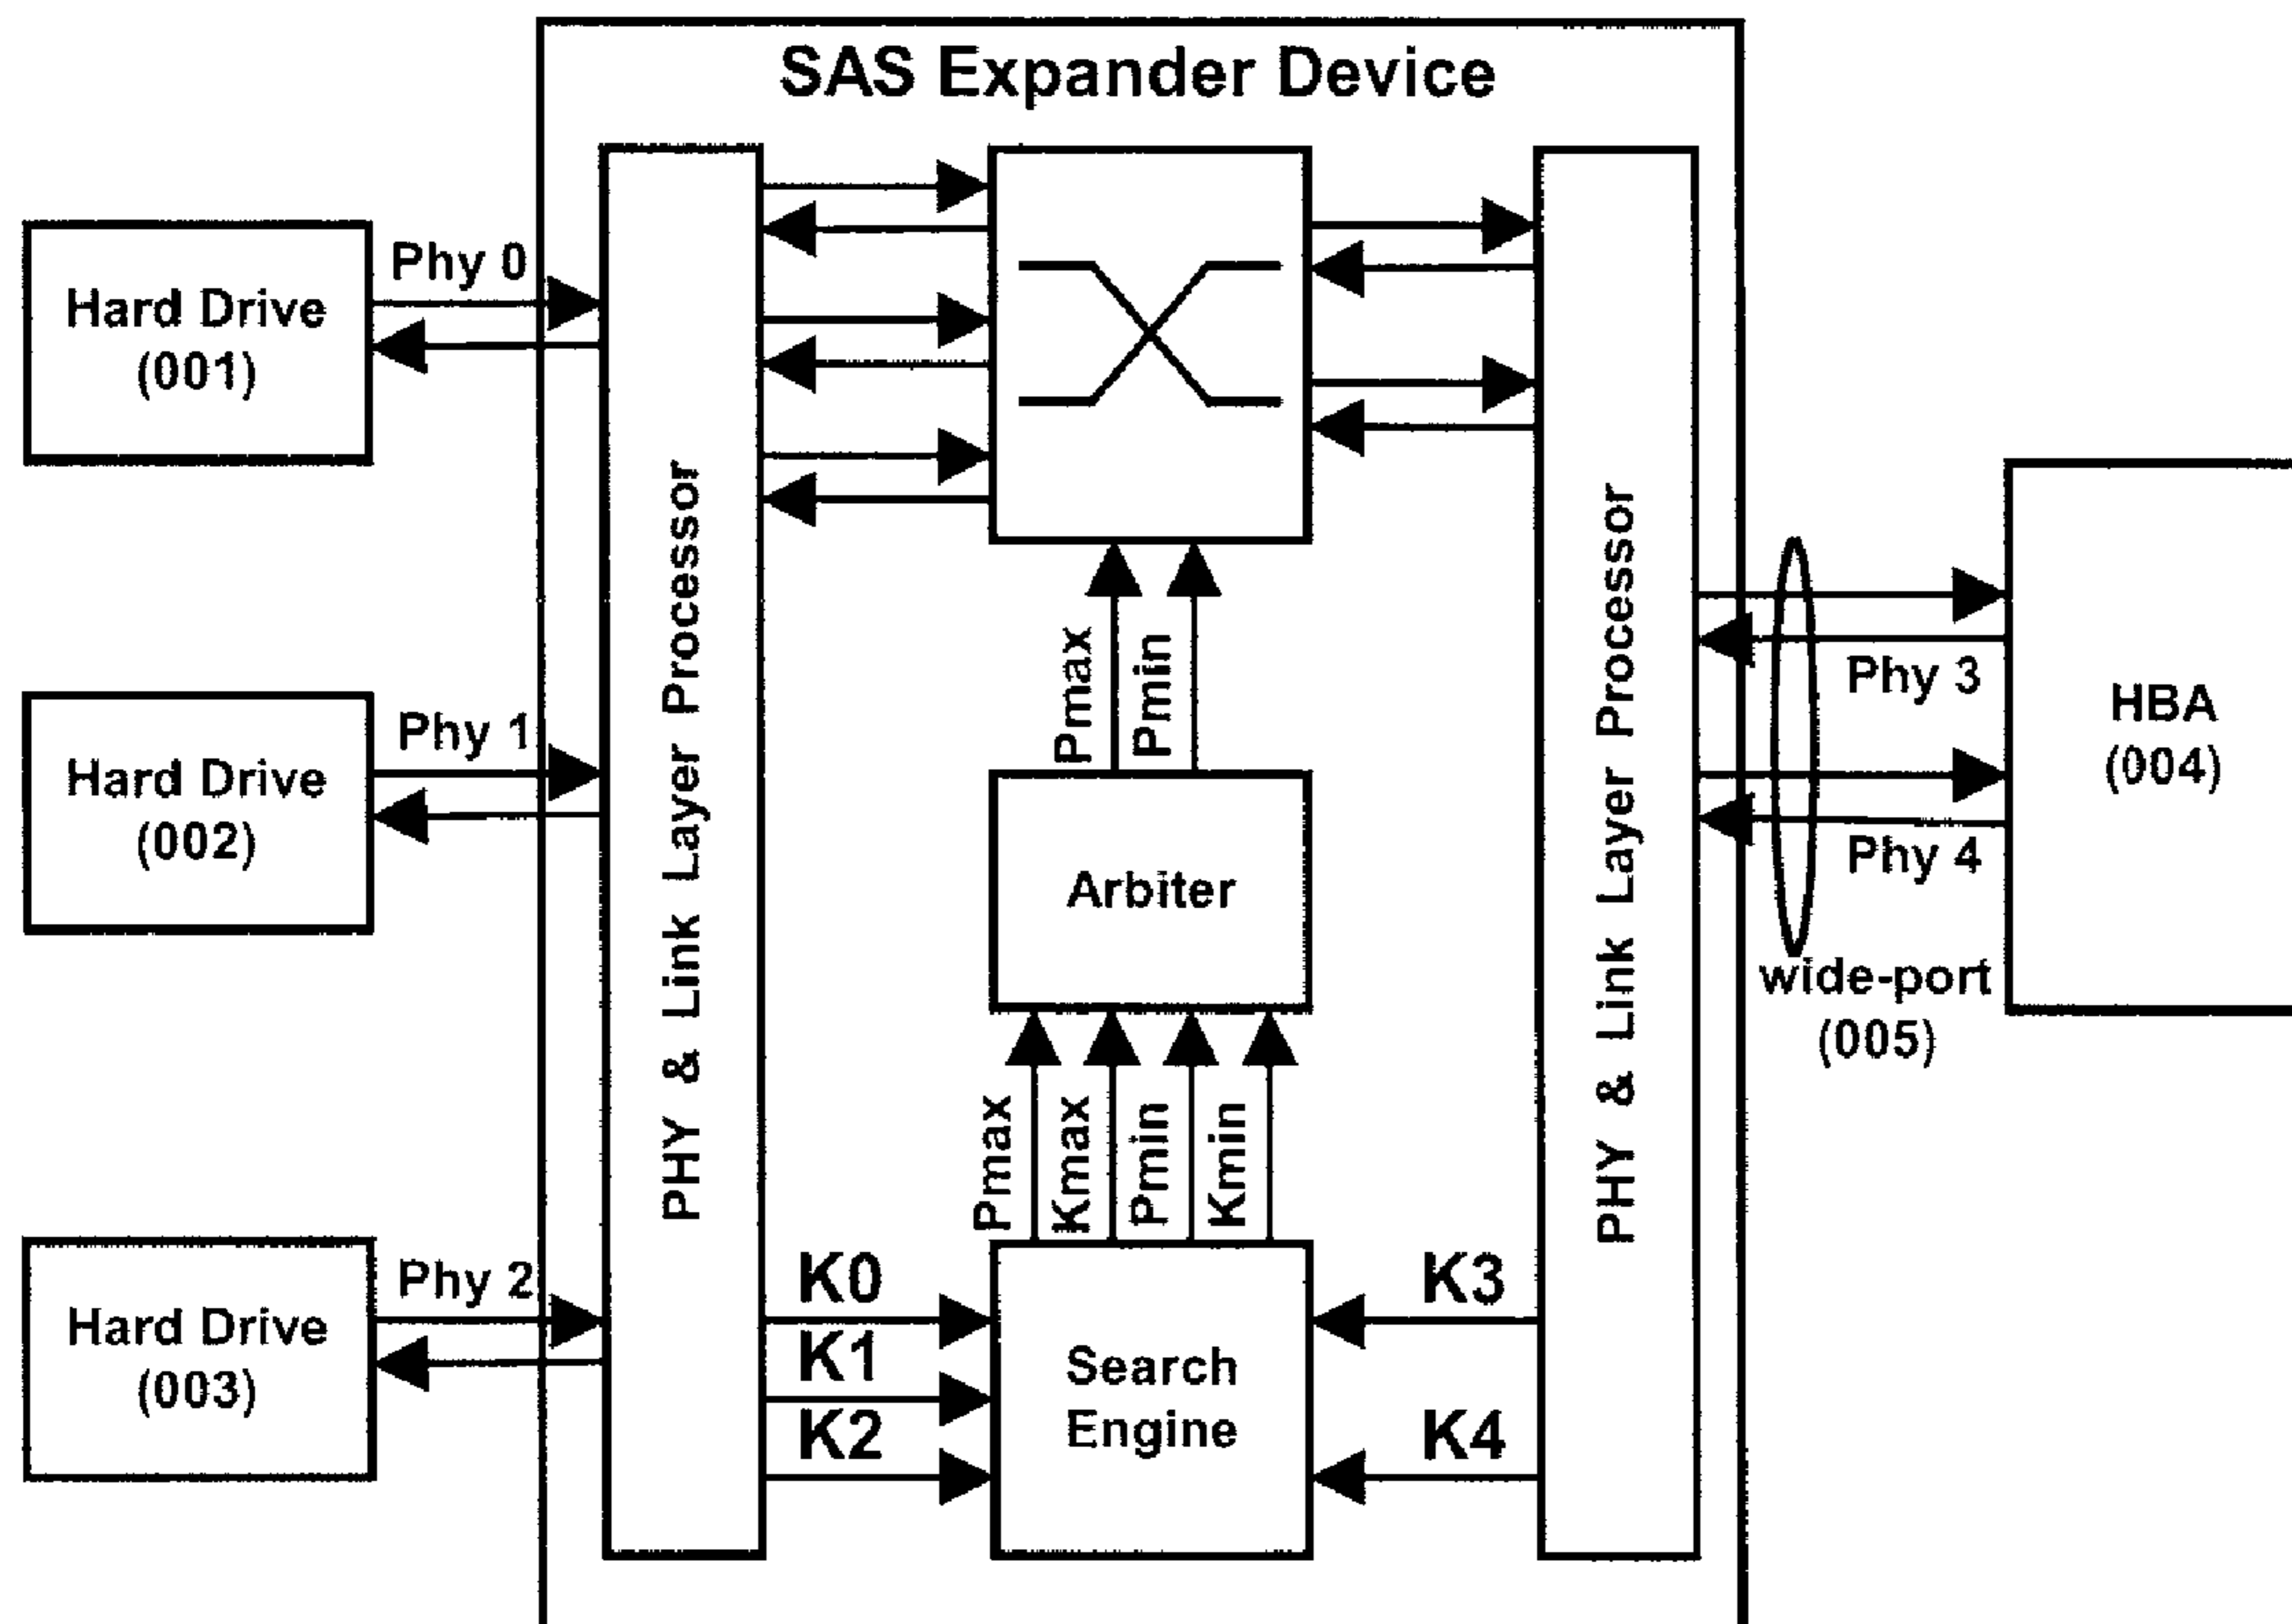 SAS Expander Device
Phy 0
Hard Drive
(001)
Phy 1
Hard Drive
(002)
Phy 2
Hard Drive
(003)
PHY & Link Layer Processor
Pmax
Pmin
Arbiter
Pmax
Kmax
Pmin
Kmin
K0
K1
K2
Search
Engine
K3
K4
PHY & Link Layer Processor
Phy 3
Phy 4
wide-port
(005)
HBA
(004)